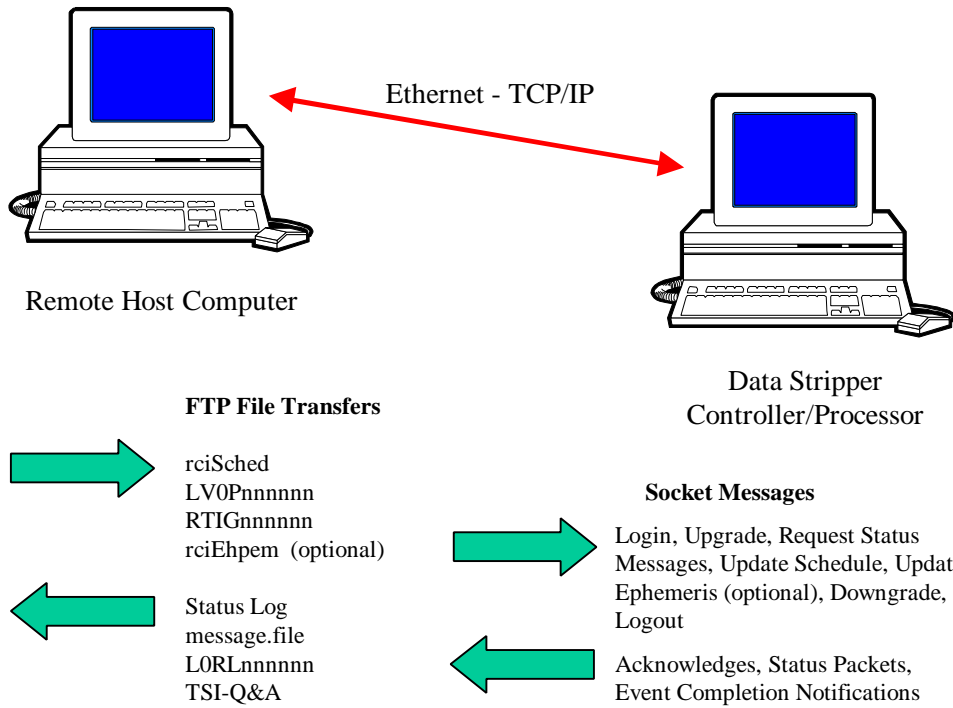 Ethernet - TCP/IP
Remote Host Computer
Data Stripper
Controller/Processor
FTP File Transfers
rciSched
LV0Pnnnnnn
RTIGnnnnnn
rciEhpem (optional)
Status Log
message.file
L0RLnnnnnn
TSI-Q&A
Socket Messages
Login, Upgrade, Request Status
Messages, Update Schedule, Updat
Ephemeris (optional), Downgrade,
Logout
Acknowledges, Status Packets,
Event Completion Notifications